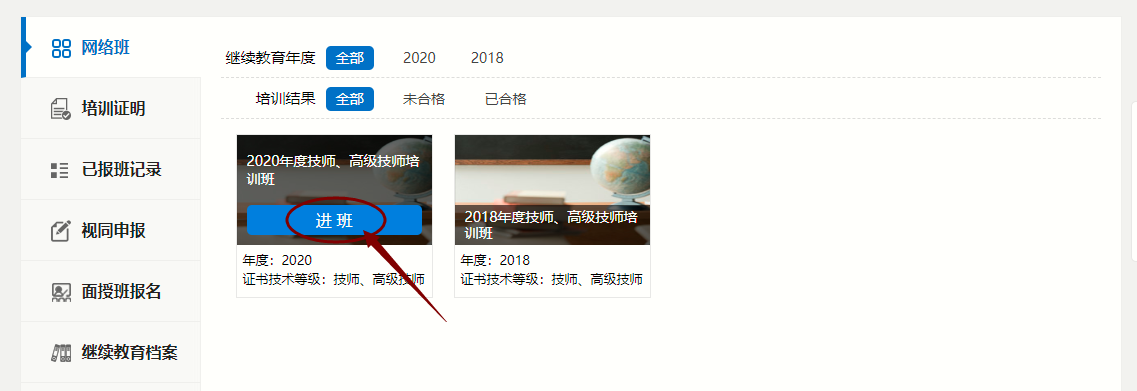 网络班
培训证明
已报班记录
视同申报
面授班报名
继续教育档案
继续教育年度 全部 2020 2018
培训结果 全部 未合格 已合格
2020年度技师、高级技师培
训班
进 班
年度：2020
证书技术等级：技师、高级技师
2018年度技师、高级技师培
训班
年度：2018
证书技术等级：技师、高级技师